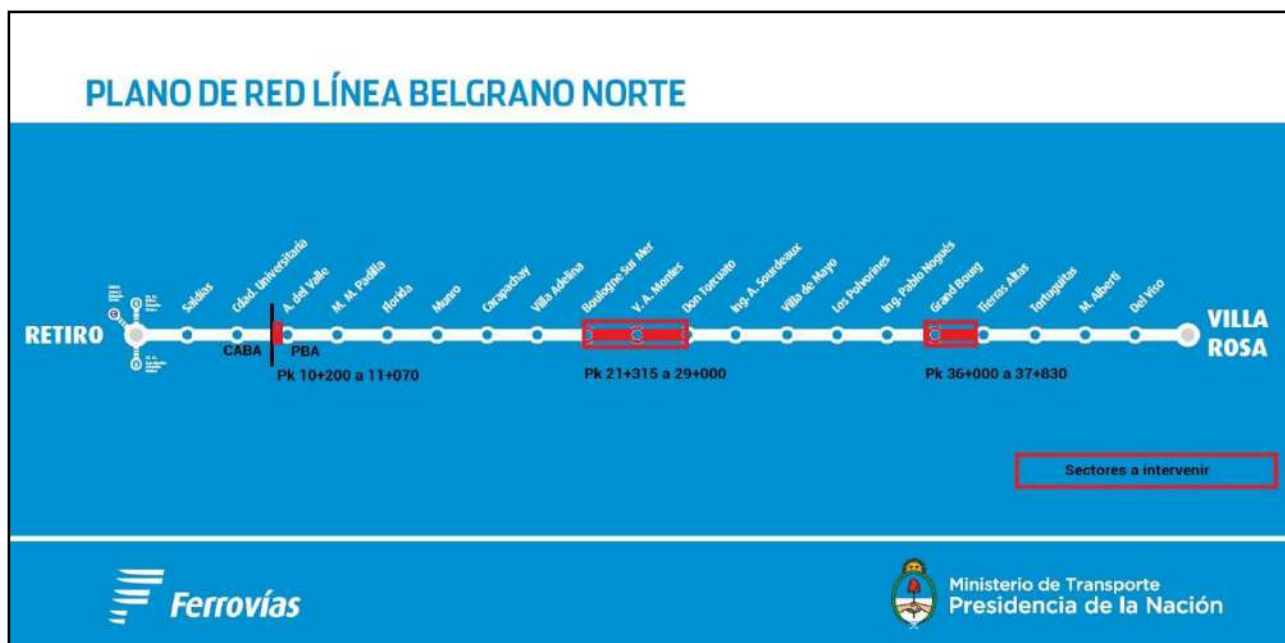 PLANO DE RED LÍNEA BELGRANO NORTE
RETIRO
Saldías
Cdad. Universitaria
A. del Valle
M. M. Padilla
Florida
Munro
Carapachay
Villa Adelina
Boulogne Sur Mer
V. A. Montes
Don Torcuato
Ing. A. Sourdeaux
Villa de Mayo
Los Polvorines
Ing. Pablo Nogués
Grand Bourg
Tierras Altas
Tortuguitas
M. Alberti
Del Viso
VILLA
ROSA
CABA
PBA
Pk 10+200 a 11+070
Pk 21+315 a 29+000
Pk 36+000 a 37+830
Sectores a intervenir
Ferrovías
Ministerio de Transporte
Presidencia de la Nación